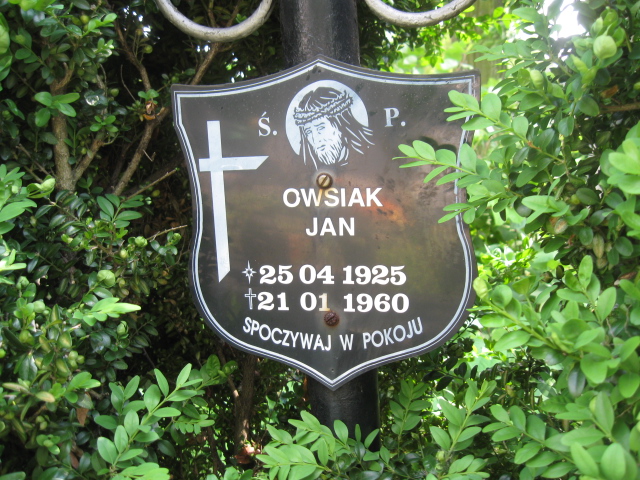 Ś. P.
OWSIAK
JAN
25 04 1925
21 01 1960
SPOCZYWAJ W POKOJU